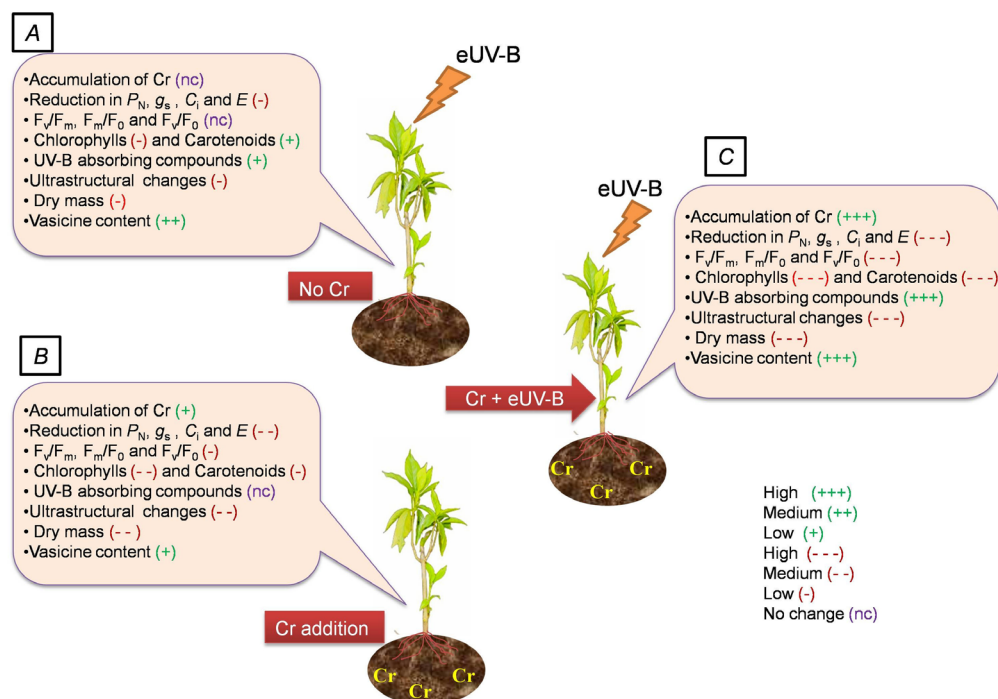 A
eUV-B
•Accumulation of Cr (nc)
•Reduction in PN, gs , Ci and E (-)
• Fv/Fm, Fm/F0 and Fv/F0 (nc)
• Chlorophylls (-) and Carotenoids (+)
• UV-B absorbing compounds (+)
•Ultrastructural changes (-)
• Dry mass (-)
•Vasicine content (++)
No Cr
B
•Accumulation of Cr (+)
•Reduction in PN, gs , Ci and E (- -)
• Fv/Fm, Fm/F0 and Fv/F0 (-)
• Chlorophylls (- -) and Carotenoids (-)
• UV-B absorbing compounds (nc)
•Ultrastructural changes (- -)
• Dry mass (- - )
•Vasicine content (+)
Cr addition
Cr Cr Cr
C
eUV-B
•Accumulation of Cr (+++)
•Reduction in PN, gs , Ci and E (- - -)
• Fv/Fm, Fm/F0 and Fv/F0 (- - -)
• Chlorophylls (- - -) and Carotenoids (- - -)
•UV-B absorbing compounds (+++)
•Ultrastructural changes (- - -)
• Dry mass (- - -)
•Vasicine content (+++)
Cr + eUV-B
Cr Cr Cr
High (+++)
Medium (++)
Low (+)
High (- - -)
Medium (- -)
Low (-)
No change (nc)